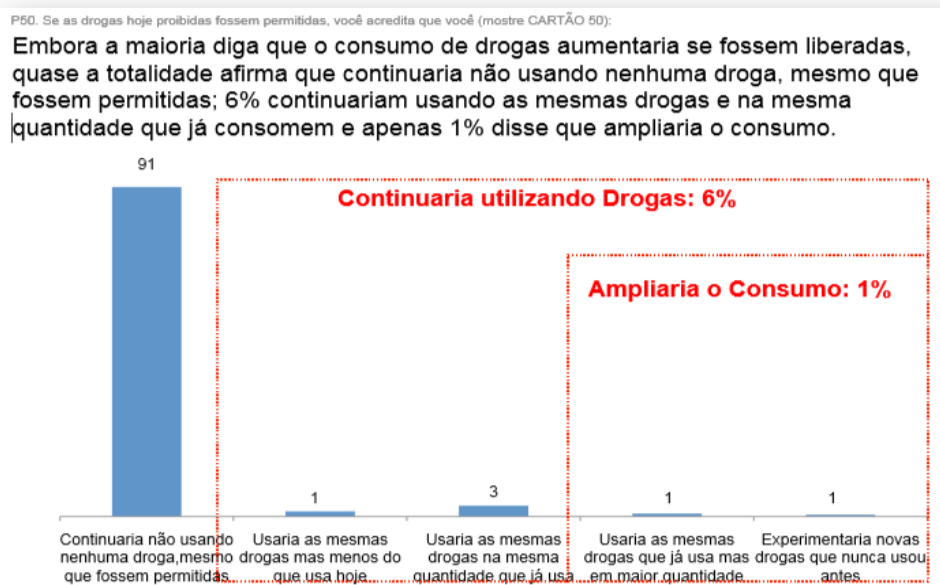 P50. Se as drogas hoje proibidas fossem permitidas, você acredita que você (mostre CARTÃO 50):
Embora a maioria diga que o consumo de drogas aumentaria se fossem liberadas,
quase a totalidade afirma que continuaria não usando nenhuma droga, mesmo que
fossem permitidas; 6% continuariam usando as mesmas drogas e na mesma
quantidade que já consomem e apenas 1% disse que ampliaria o consumo.
91
Continuaria utilizando Drogas: 6%
Ampliaria o Consumo: 1%
1
3
1
1
Continuaria não usando
nenhuma droga,mesmo
que fossem permitidas
Usaria as mesmas
drogas mas menos do
que usa hoje
Usaria as mesmas
drogas na mesma
quantidade que já usa
Usaria as mesmas
drogas que já usa mas
em maior quantidade
Experimentaria novas
drogas que nunca usou
antes